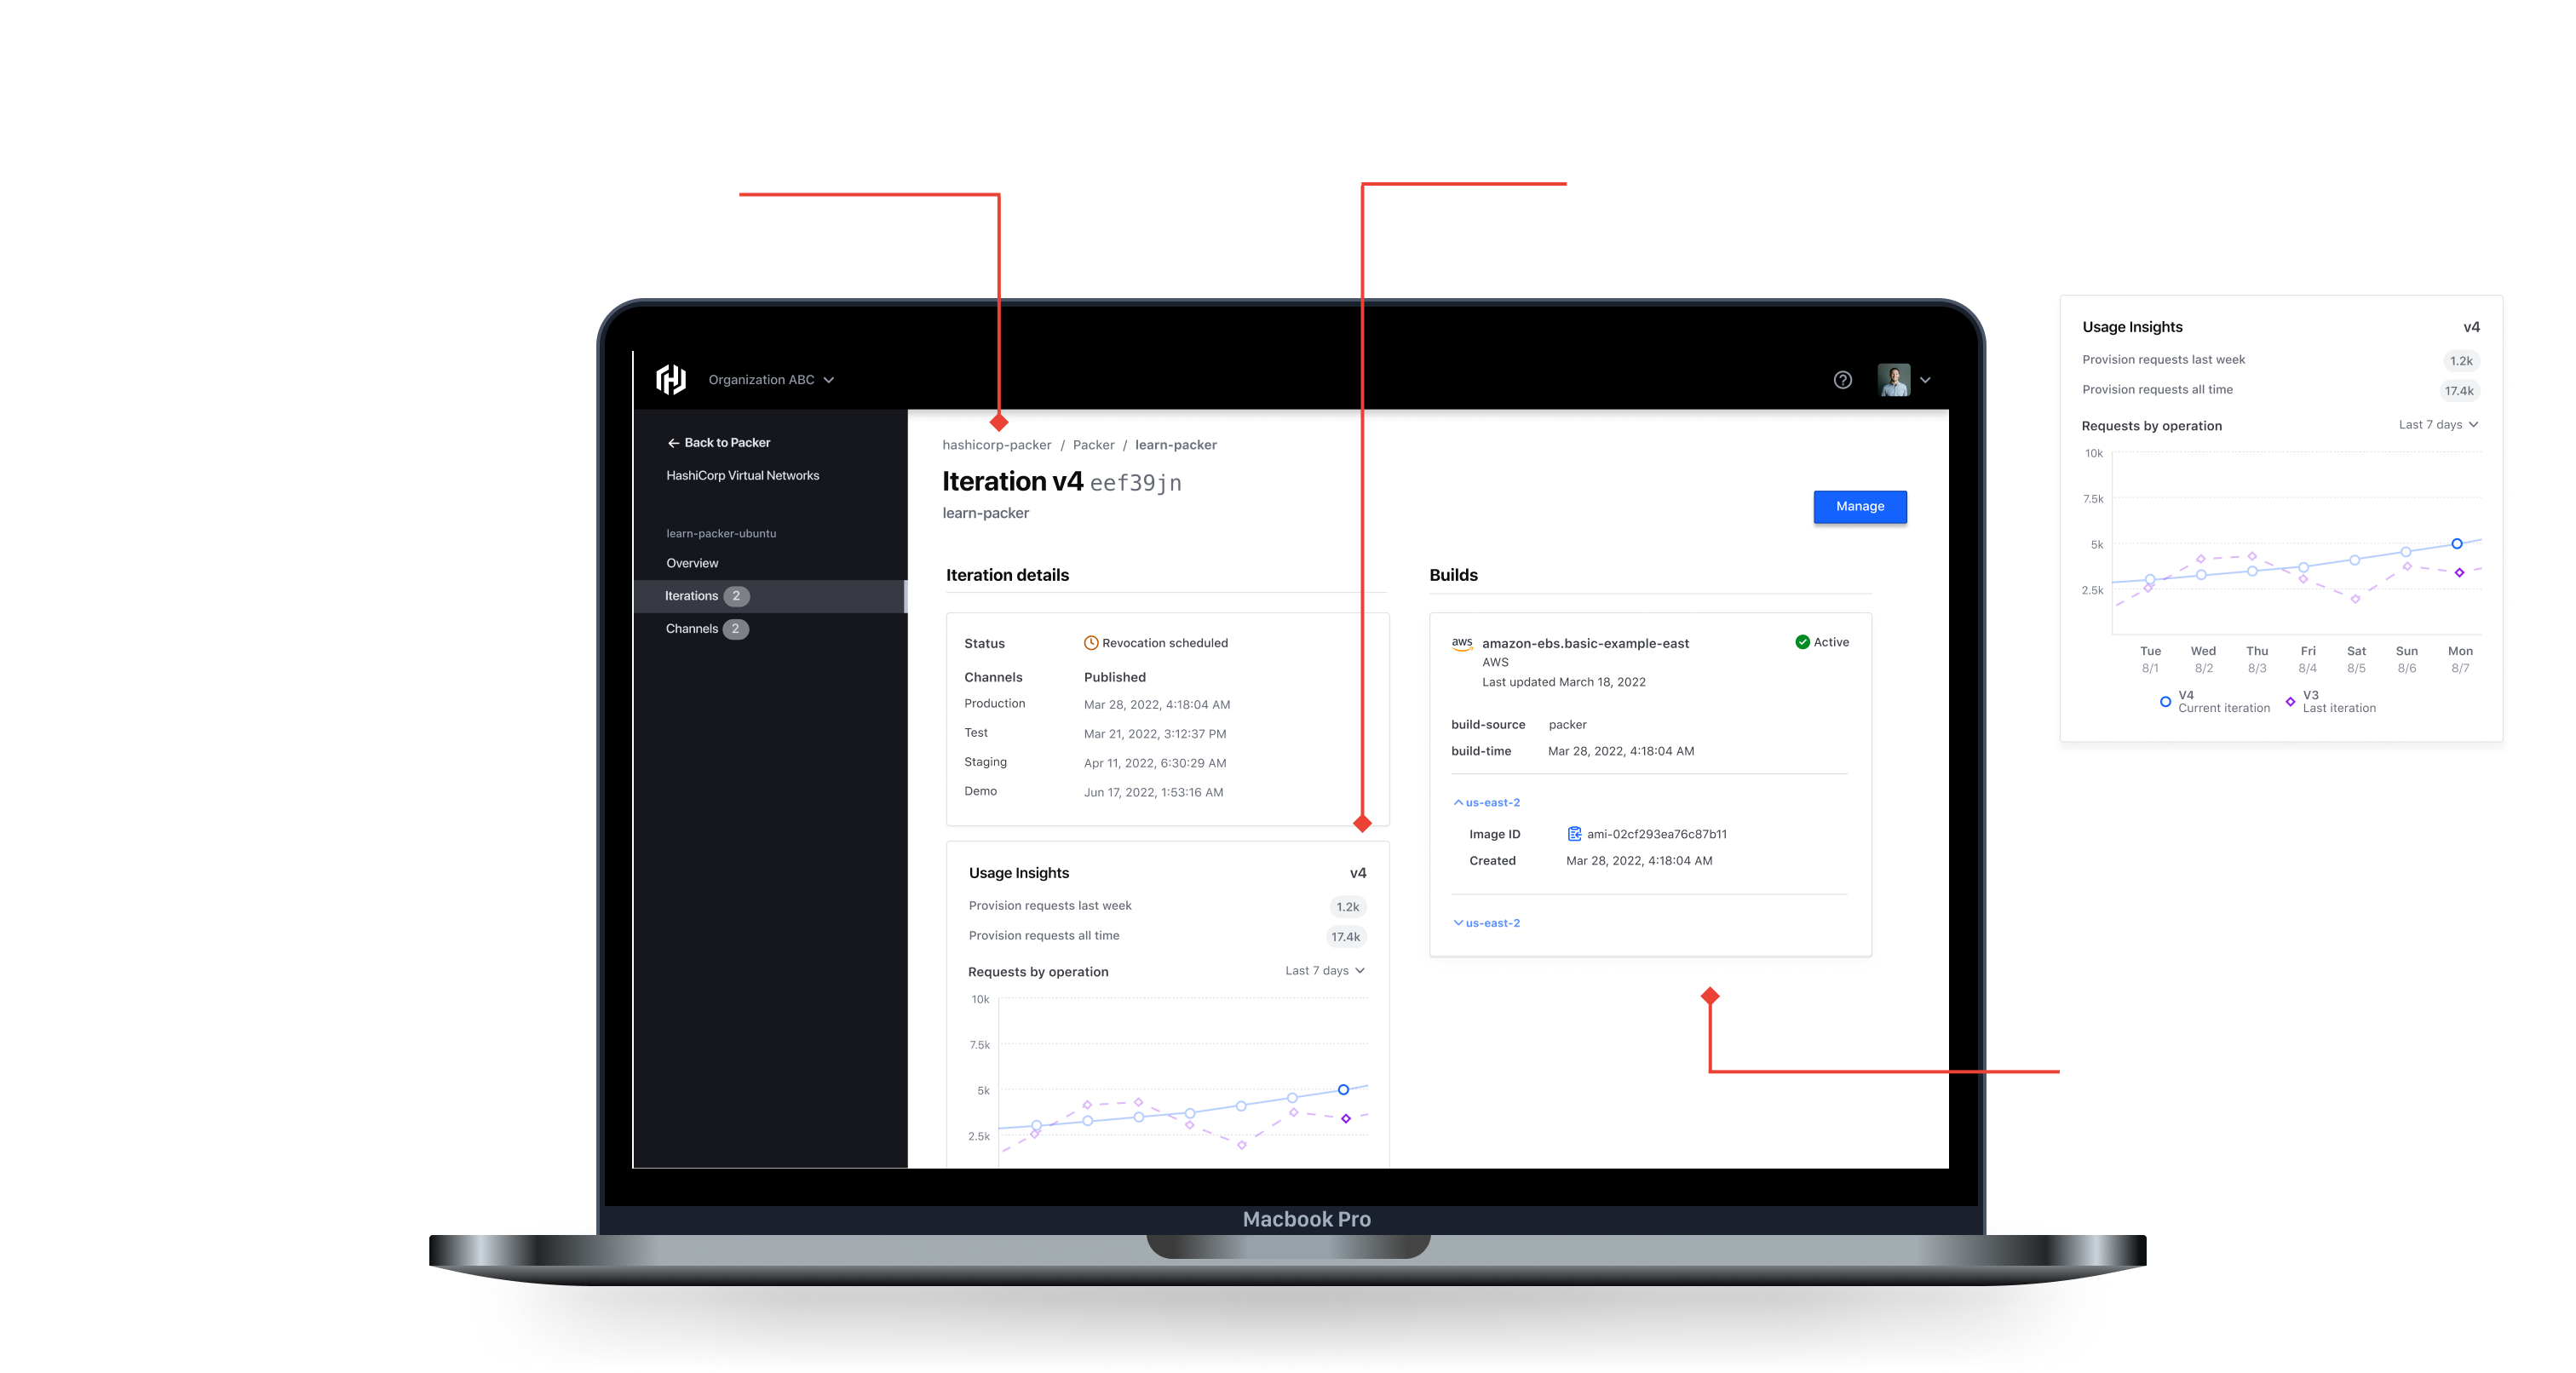 Organization ABC
Back to Packer
HashiCorp Virtual Networks
learn-packer-ubuntu
Overview
Iterations 2
Channels 2
hashicorp-packer / Packer / learn-packer
Iteration v4 eef39jn
learn-packer
Manage
Iteration details
Status Revocation scheduled
Channels Published
Production Mar 28, 2022, 4:18:04 AM
Test Mar 21, 2022, 3:12:37 PM
Staging Apr 11, 2022, 6:30:29 AM
Demo Jun 17, 2022, 1:53:16 AM
Usage Insights v4
Provision requests last week 1.2k
Provision requests all time 17.4k
Requests by operation Last 7 days
10k
7.5k
5k
2.5k
Builds
aws amazon-ebs.basic-example-east Active
AWS
Last updated March 18, 2022
build-source packer
build-time Mar 28, 2022, 4:18:04 AM
us-east-2
Image ID ami-02cf293ea76c87b11
Created Mar 28, 2022, 4:18:04 AM
us-east-2
Macbook Pro
Usage Insights v4
Provision requests last week 1.2k
Provision requests all time 17.4k
Requests by operation Last 7 days
10k
7.5k
5k
2.5k
Tue Wed Thu Fri Sat Sun Mon
8/1 8/2 8/3 8/4 8/5 8/6 8/7
V4 V3
Current iteration Last iteration